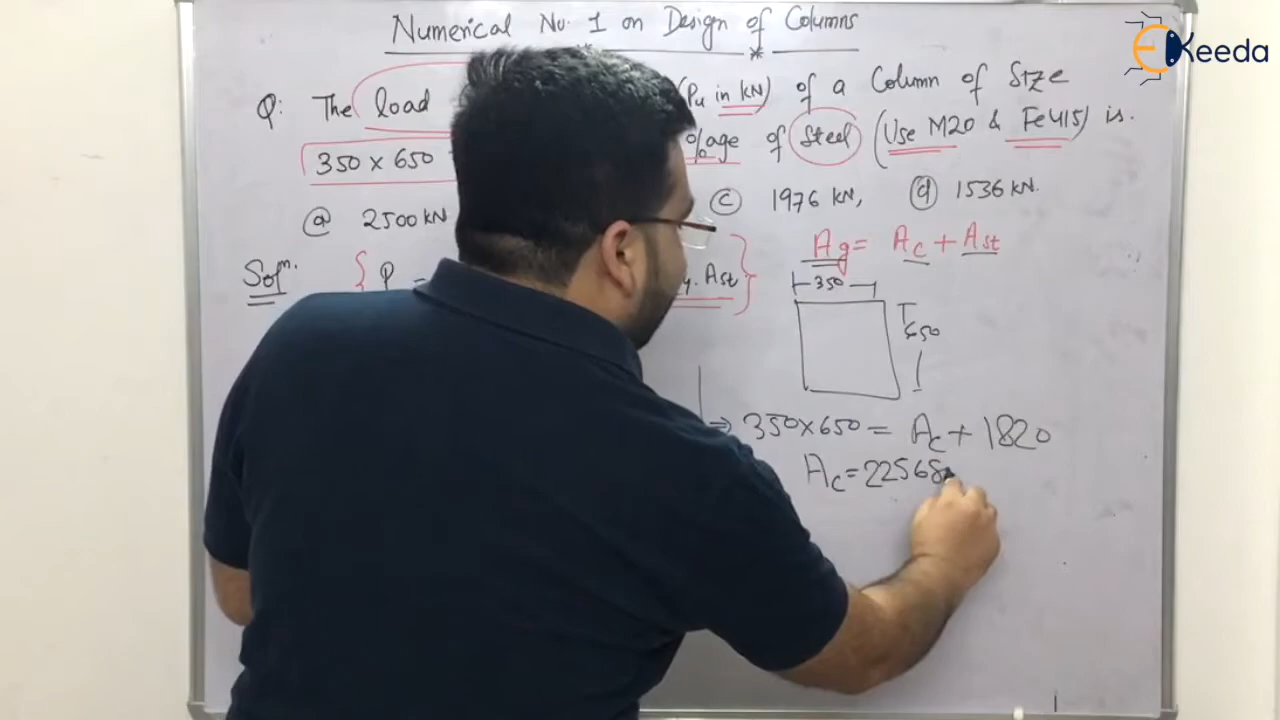 Numerical No. 1 on Design of Columns
Keeda
Q: The load (Pu in kN) of a Column of Size
350 x 650 %age of Steel (Use M20 & Fe415) is.
(a) 2500 kN (c) 1976 kN, (d) 1536 kN.
Ag = Ac + Ast
Sol^n. { P = y. Ast }
350
650
⇒ 350×650 = Ac + 1820
Ac = 22568